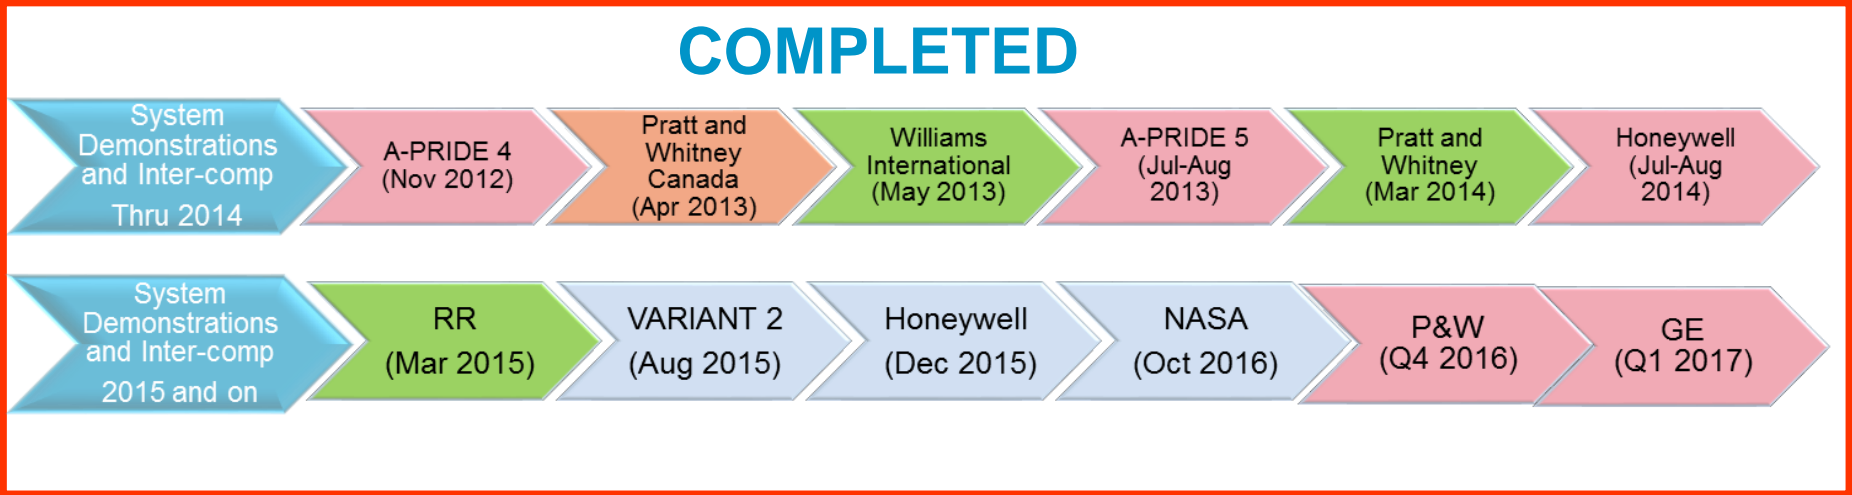 COMPLETED
System
Demonstrations
and Inter-comp
Thru 2014
A-PRIDE 4
(Nov 2012)
Pratt and
Whitney
Canada
(Apr 2013)
Williams
International
(May 2013)
A-PRIDE 5
(Jul-Aug
2013)
Pratt and
Whitney
(Mar 2014)
Honeywell
(Jul-Aug
2014)
System
Demonstrations
and Inter-comp
2015 and on
RR
(Mar 2015)
VARIANT 2
(Aug 2015)
Honeywell
(Dec 2015)
NASA
(Oct 2016)
P&W
(Q4 2016)
GE
(Q1 2017)